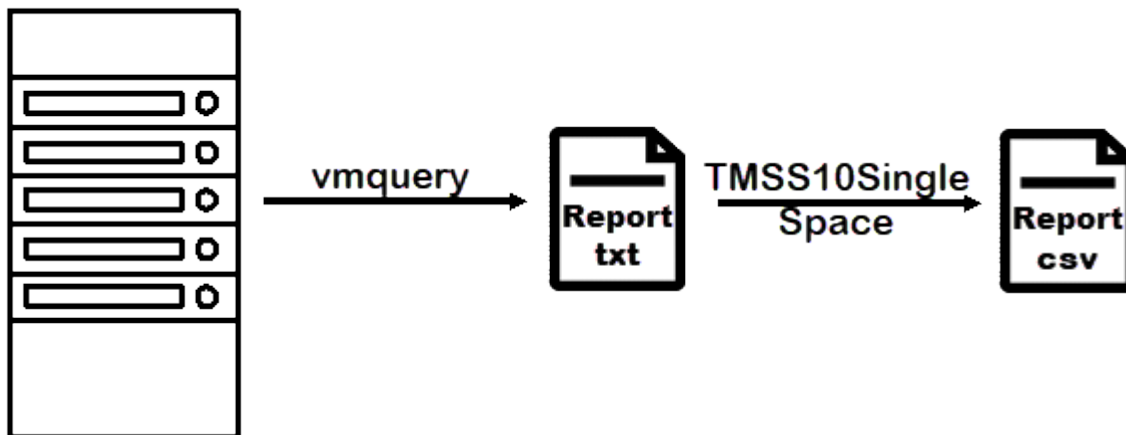 vmquery
Report
txt
TMSS10Single
Space
Report
csv